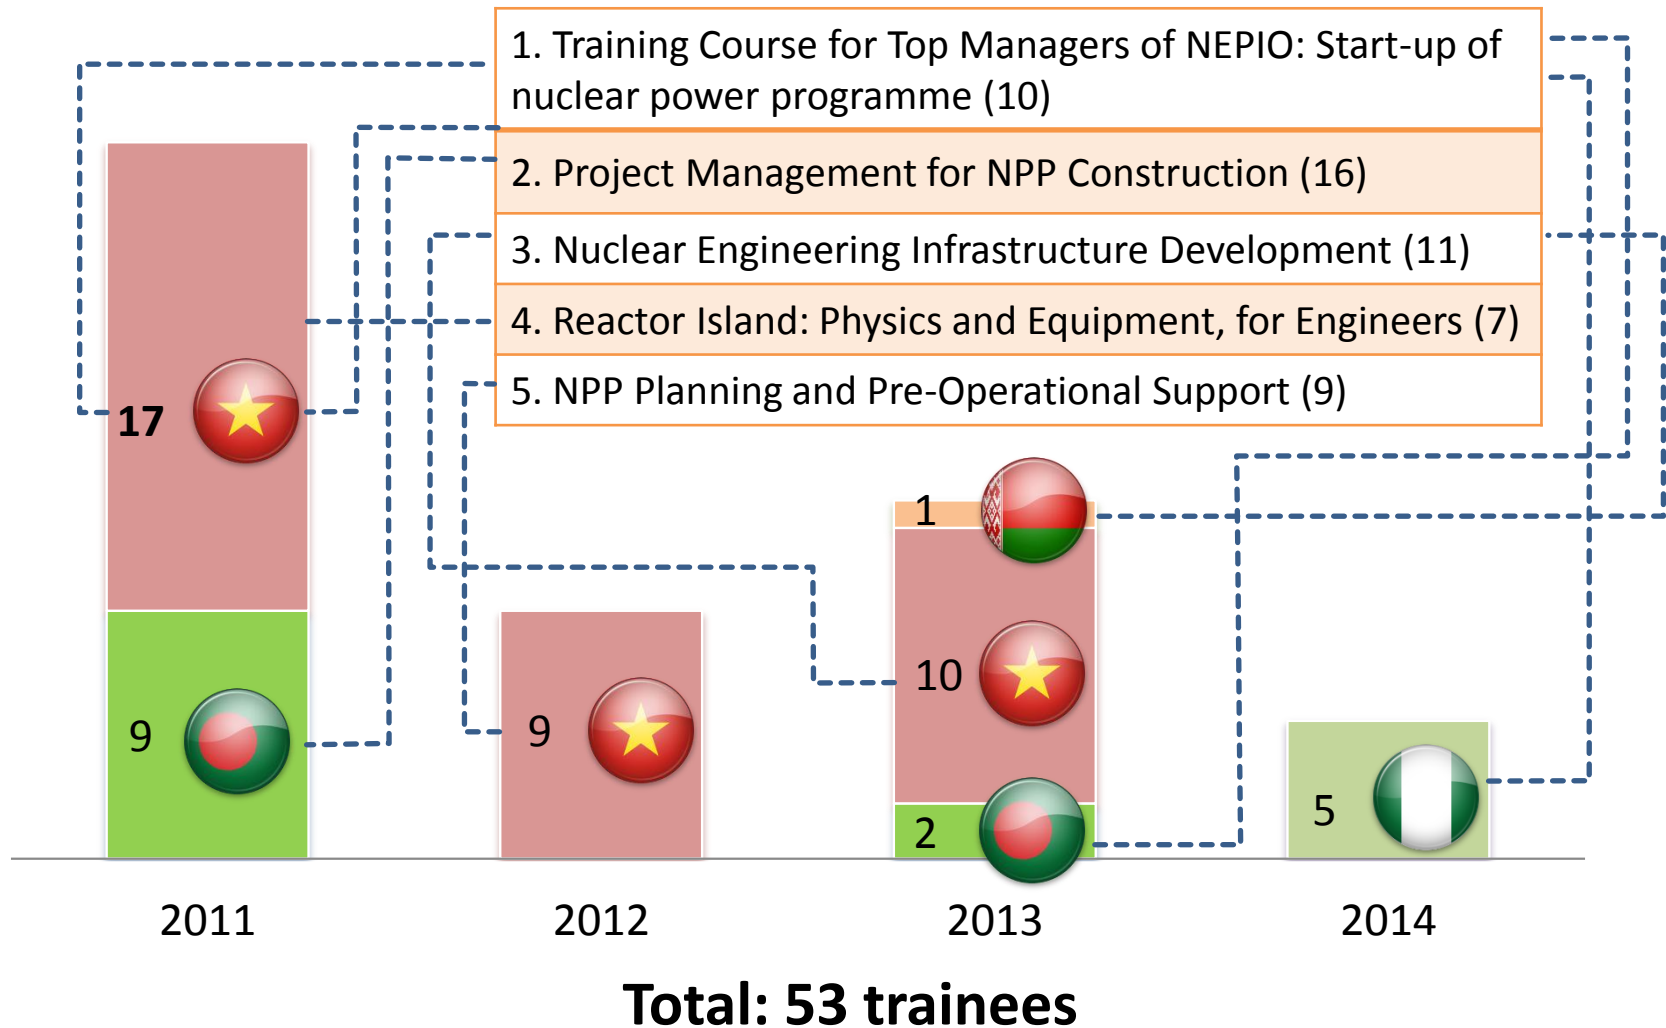 1. Training Course for Top Managers of NEPIO: Start-up of
nuclear power programme (10)
2. Project Management for NPP Construction (16)
3. Nuclear Engineering Infrastructure Development (11)
4. Reactor Island: Physics and Equipment, for Engineers (7)
5. NPP Planning and Pre-Operational Support (9)
17
9
9
1
10
2
5
2011
2012
2013
2014
Total: 53 trainees